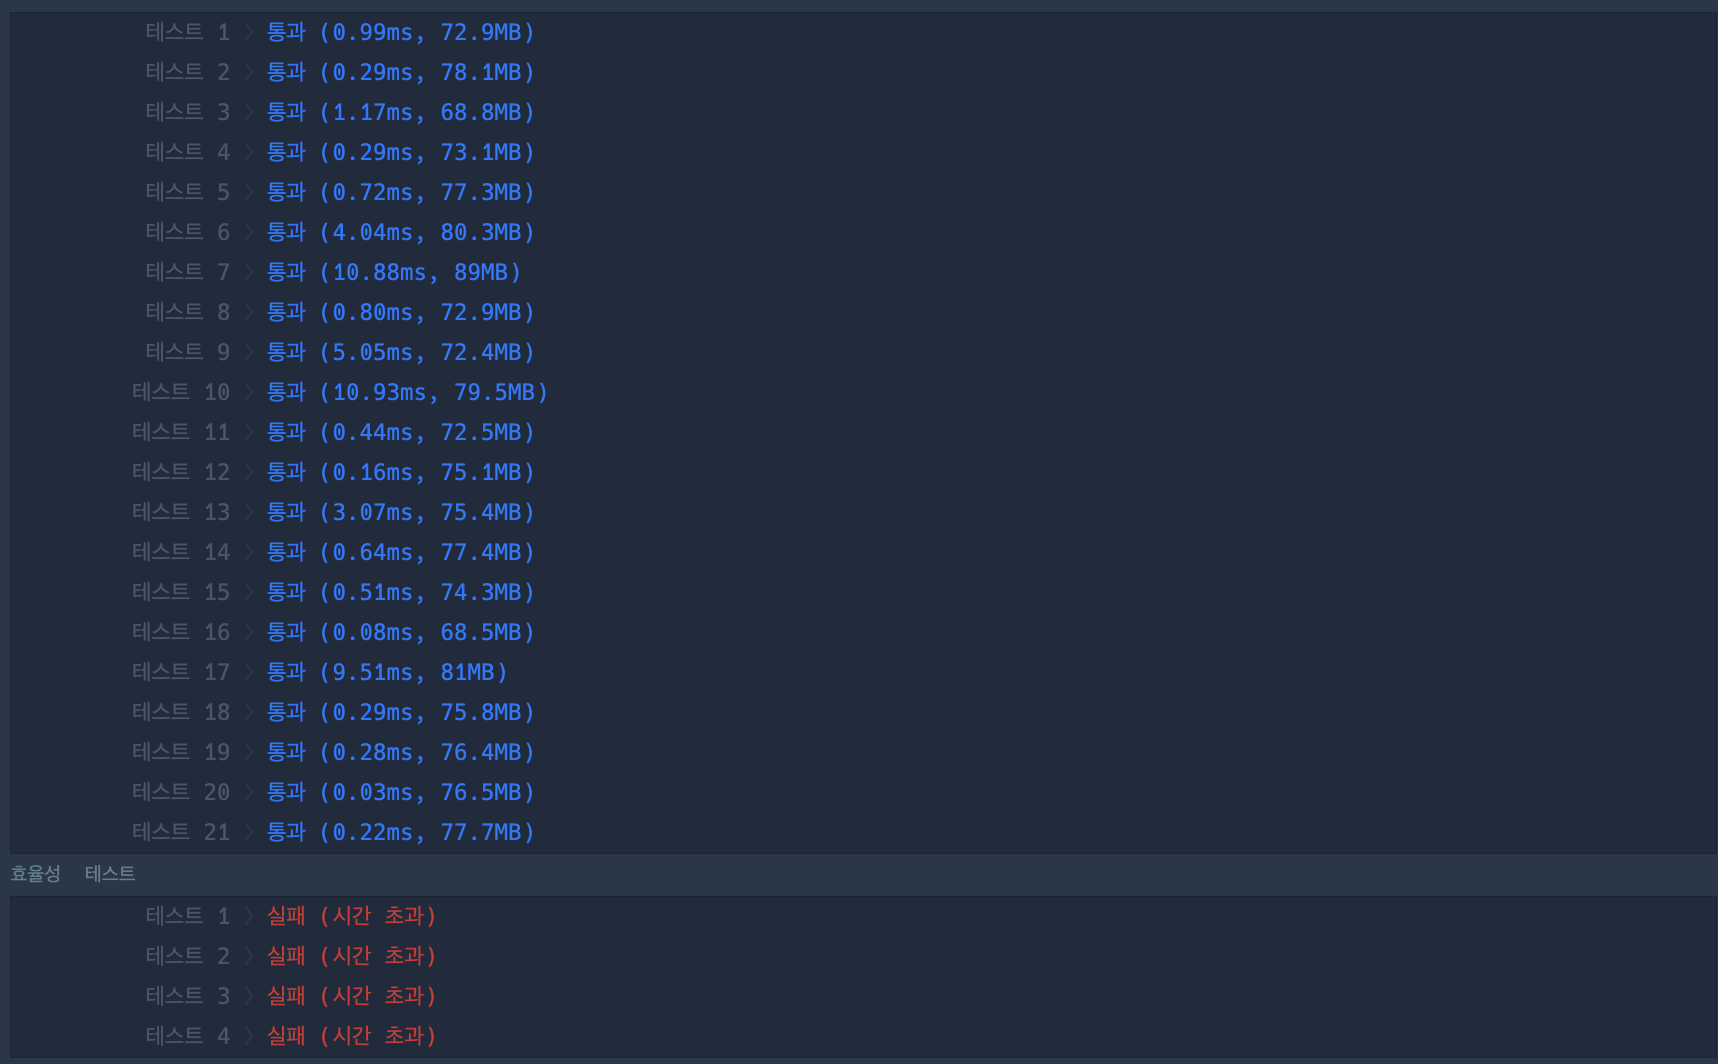 테스트 1 〉 통과 (0.99ms, 72.9MB)
테스트 2 〉 통과 (0.29ms, 78.1MB)
테스트 3 〉 통과 (1.17ms, 68.8MB)
테스트 4 〉 통과 (0.29ms, 73.1MB)
테스트 5 〉 통과 (0.72ms, 77.3MB)
테스트 6 〉 통과 (4.04ms, 80.3MB)
테스트 7 〉 통과 (10.88ms, 89MB)
테스트 8 〉 통과 (0.80ms, 72.9MB)
테스트 9 〉 통과 (5.05ms, 72.4MB)
테스트 10 〉 통과 (10.93ms, 79.5MB)
테스트 11 〉 통과 (0.44ms, 72.5MB)
테스트 12 〉 통과 (0.16ms, 75.1MB)
테스트 13 〉 통과 (3.07ms, 75.4MB)
테스트 14 〉 통과 (0.64ms, 77.4MB)
테스트 15 〉 통과 (0.51ms, 74.3MB)
테스트 16 〉 통과 (0.08ms, 68.5MB)
테스트 17 〉 통과 (9.51ms, 81MB)
테스트 18 〉 통과 (0.29ms, 75.8MB)
테스트 19 〉 통과 (0.28ms, 76.4MB)
테스트 20 〉 통과 (0.03ms, 76.5MB)
테스트 21 〉 통과 (0.22ms, 77.7MB)
효율성 테스트
테스트 1 〉 실패 (시간 초과)
테스트 2 〉 실패 (시간 초과)
테스트 3 〉 실패 (시간 초과)
테스트 4 〉 실패 (시간 초과)